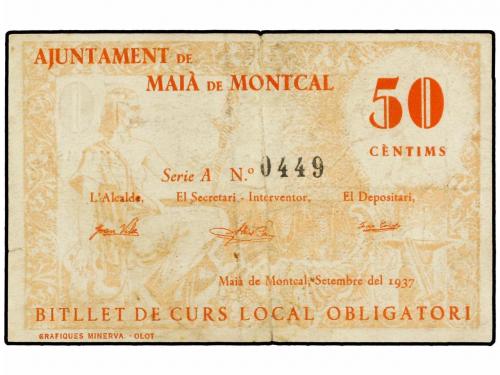 AJUNTAMENT DE
MAIÀ DE MONTCAL
50
CÈNTIMS
Serie A N.º 0449
L'Alcalde, El Secretari - Interventor, El Depositari,
Maià de Montcal, Setembre del 1937
BITLLET DE CURS LOCAL OBLIGATORI
GRAFIQUES MINERVA - OLOT